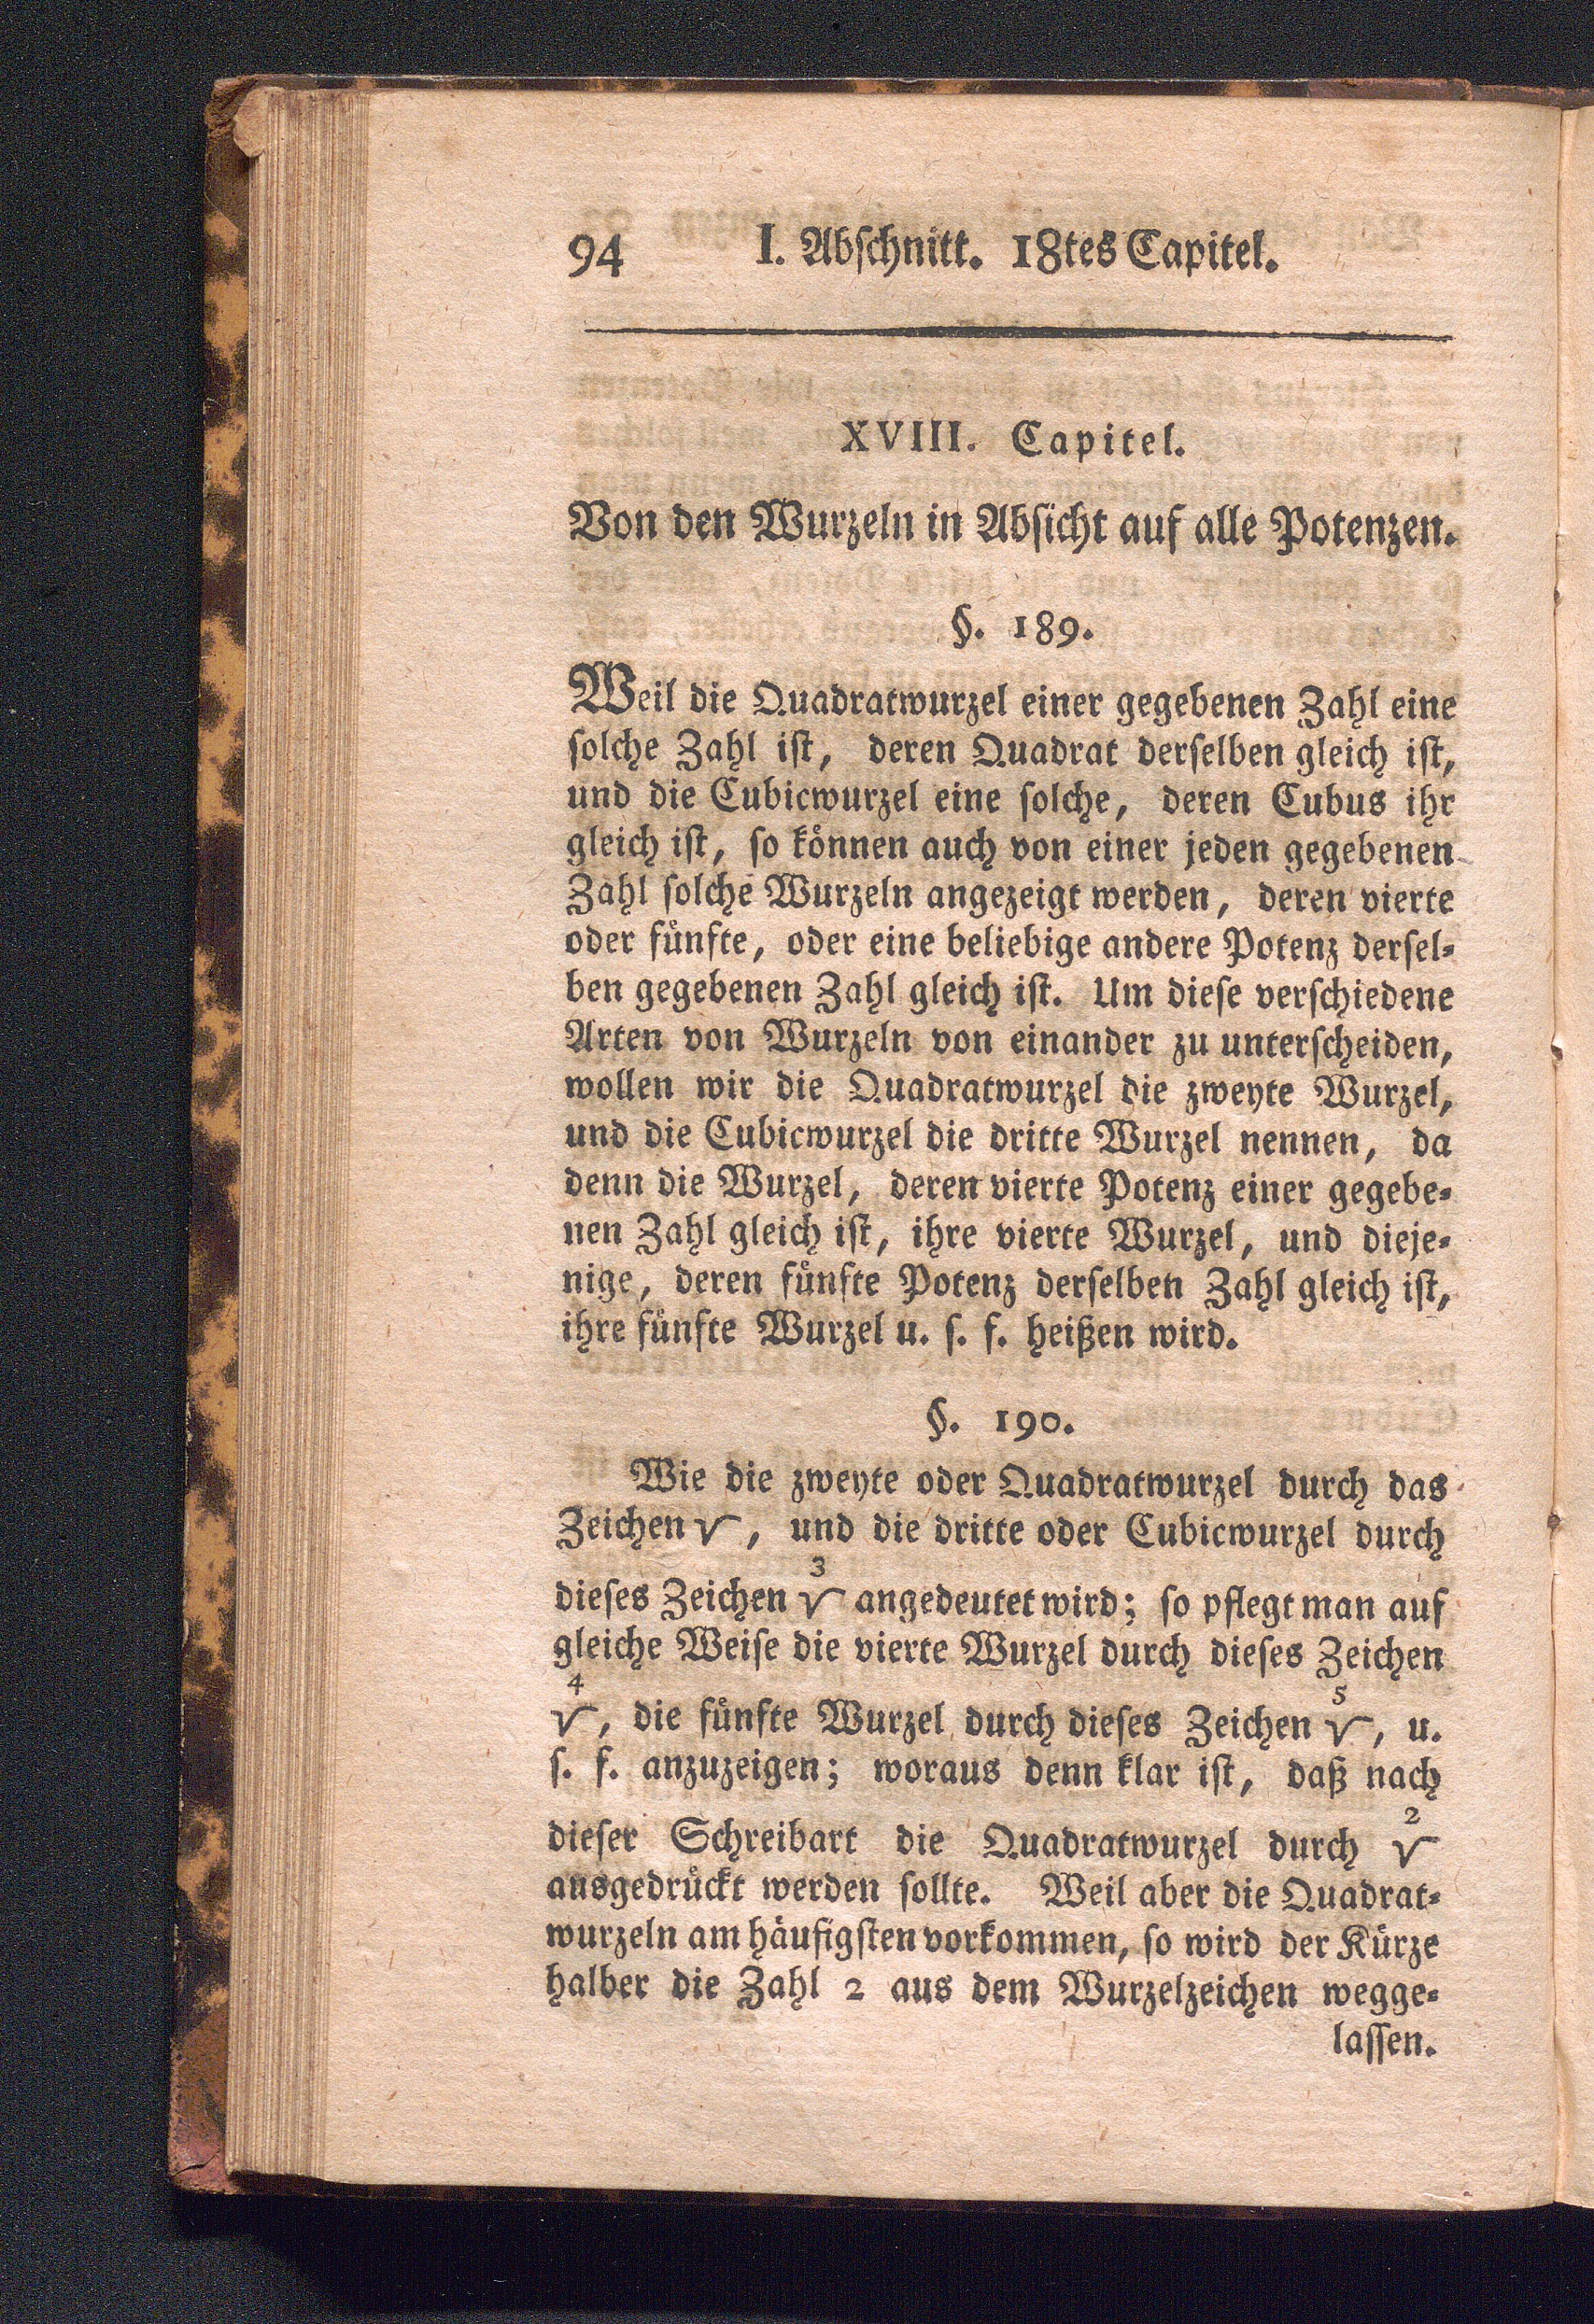 94 I. Abschnitt. 18tes Capitel.
XVIII. Capitel.
Von den Wurzeln in Absicht auf alle Potenzen.
§. 189.
Weil die Quadratwurzel einer gegebenen Zahl eine
solche Zahl ist, deren Quadrat derselben gleich ist,
und die Cubicwurzel eine solche, deren Cubus ihr
gleich ist, so können auch von einer jeden gegebenen
Zahl solche Wurzeln angezeigt werden, deren vierte
oder fünfte, oder eine beliebige andere Potenz dersel-
ben gegebenen Zahl gleich ist. Um diese verschiedene
Arten von Wurzeln von einander zu unterscheiden,
wollen wir die Quadratwurzel die zweyte Wurzel,
und die Cubicwurzel die dritte Wurzel nennen, da
denn die Wurzel, deren vierte Potenz einer gegebe-
nen Zahl gleich ist, ihre vierte Wurzel, und dieje-
nige, deren fünfte Potenz derselben Zahl gleich ist,
ihre fünfte Wurzel u. s. f. heißen wird.
§. 190.
Wie die zweyte oder Quadratwurzel durch das
Zeichen √, und die dritte oder Cubicwurzel durch
dieses Zeichen ³√ angedeutet wird; so pflegt man auf
gleiche Weise die vierte Wurzel durch dieses Zeichen
⁴√, die fünfte Wurzel durch dieses Zeichen ⁵√, u.
s. f. anzuzeigen; woraus denn klar ist, daß nach
dieser Schreibart die Quadratwurzel durch ²√
ausgedrückt werden sollte. Weil aber die Quadrat-
wurzeln am häufigsten vorkommen, so wird der Kürze
halber die Zahl 2 aus dem Wurzelzeichen wegge-
lassen.